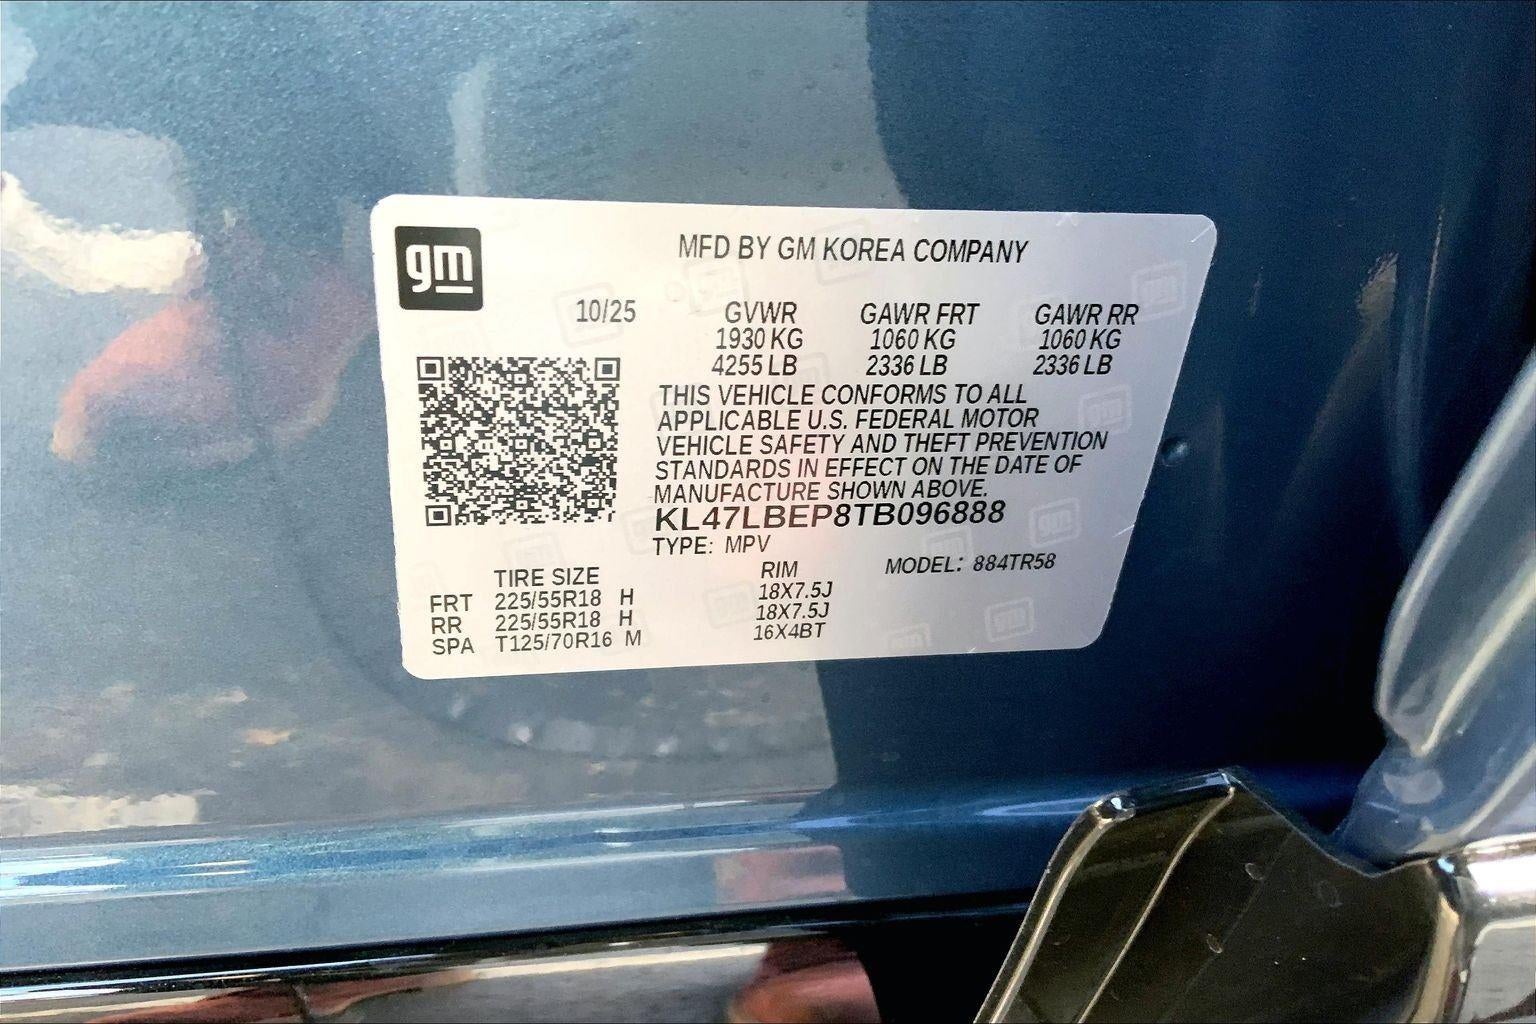 gm
MFD BY GM KOREA COMPANY
10/25 GVWR GAWR FRT GAWR RR
1930 KG 1060 KG 1060 KG
4255 LB 2336 LB 2336 LB
THIS VEHICLE CONFORMS TO ALL
APPLICABLE U.S. FEDERAL MOTOR
VEHICLE SAFETY AND THEFT PREVENTION
STANDARDS IN EFFECT ON THE DATE OF
MANUFACTURE SHOWN ABOVE.
KL47LBEP8TB096888
TYPE: MPV MODEL: 884TR58
TIRE SIZE RIM
FRT 225/55R18 H 18X7.5J
RR 225/55R18 H 18X7.5J
SPA T125/70R16 M 16X4BT